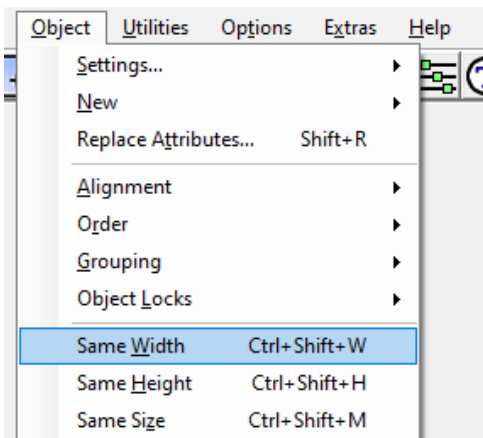 Object Utilities Options Extras Help
Settings...
New
Replace Attributes... Shift+R
Alignment
Order
Grouping
Object Locks
Same Width Ctrl+Shift+W
Same Height Ctrl+Shift+H
Same Size Ctrl+Shift+M